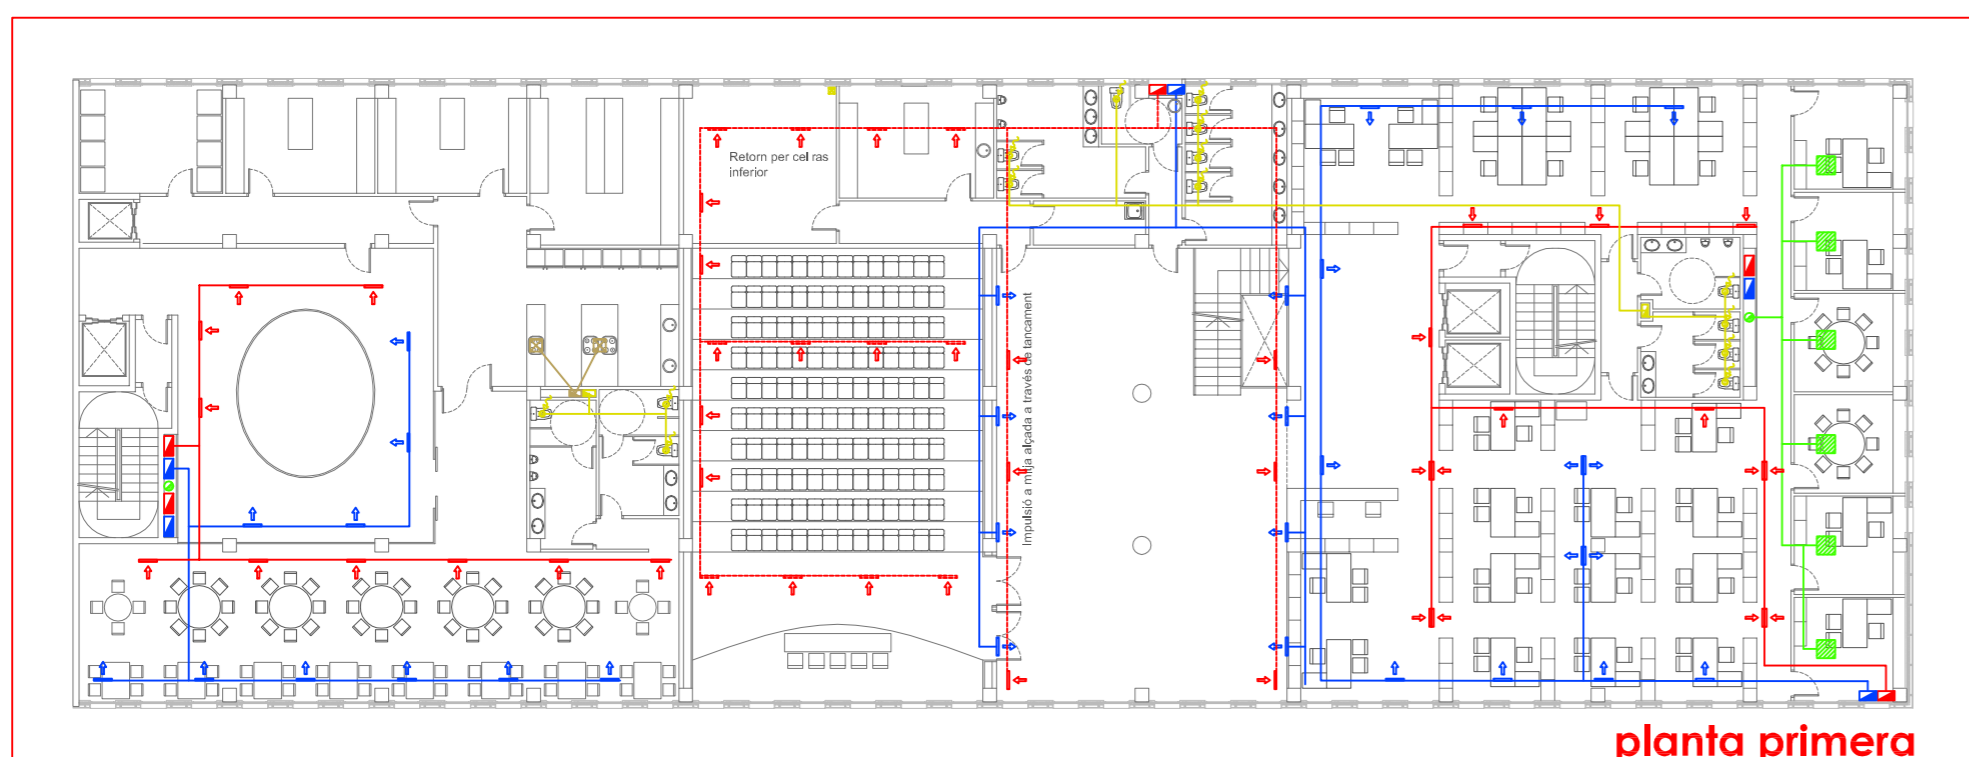 Retorn per cel ras
inferior
Impulsió a mitja alçada a través de tancament
planta primera